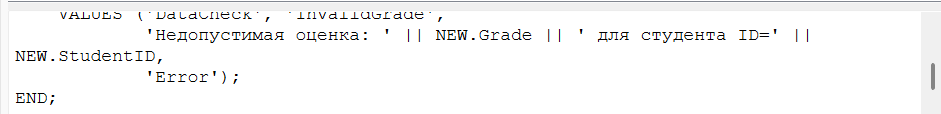 VALUES ('DataCheck', 'InvalidGrade',
'Недопустимая оценка: ' || NEW.Grade || ' для студента ID=' ||
NEW.StudentID,
'Error');
END;